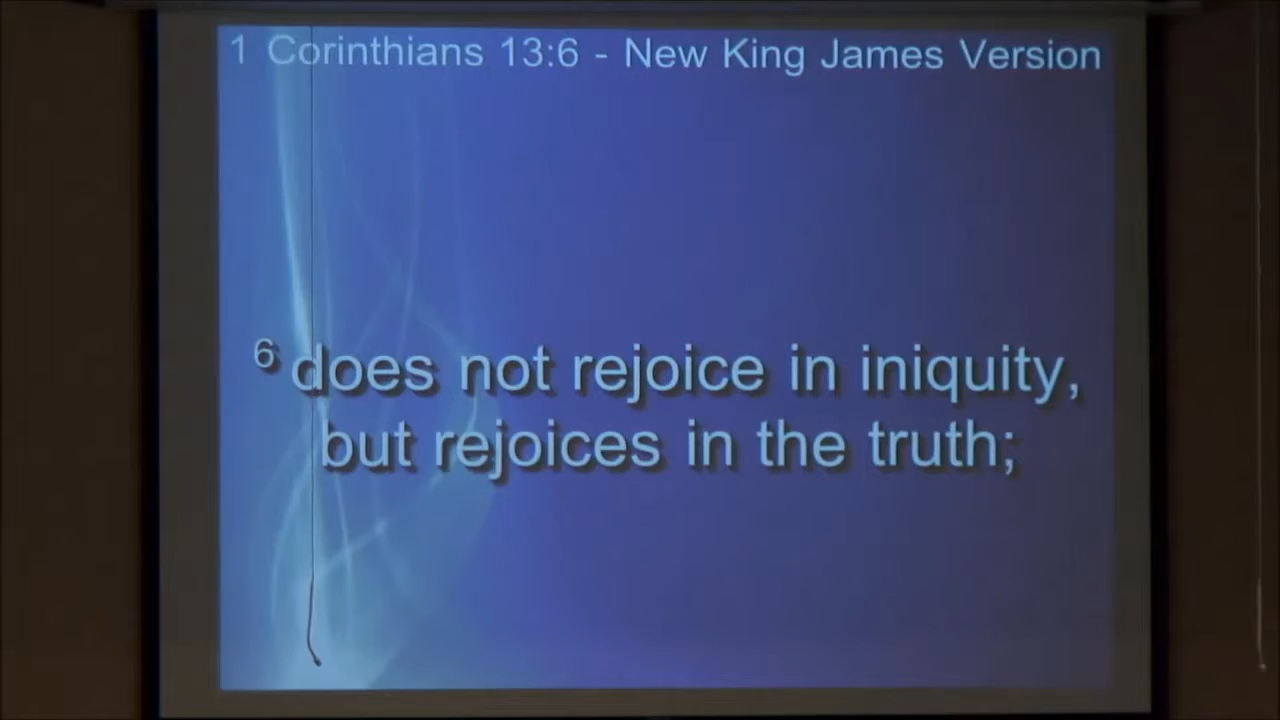 1 Corinthians 13:6 - New King James Version
6 does not rejoice in iniquity,
but rejoices in the truth;